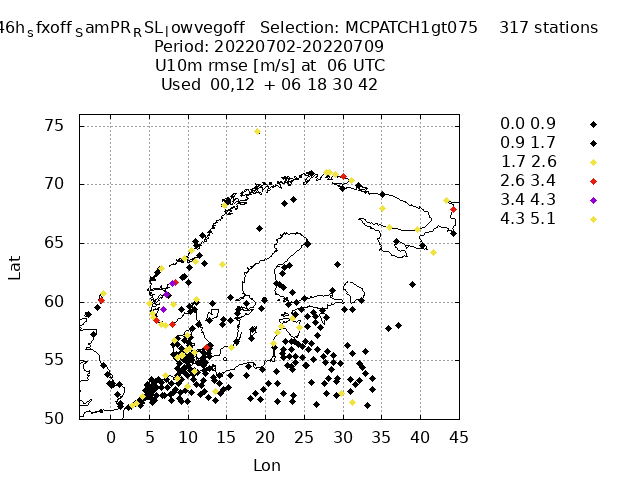 46h_s fxoff_S amPR_R SL_l owvegoff Selection: MCPATCH1gt075 317 stations
Period: 20220702-20220709
U10m rmse [m/s] at 06 UTC
Used 00,12 + 06 18 30 42
0.0 0.9
0.9 1.7
1.7 2.6
2.6 3.4
3.4 4.3
4.3 5.1
75
70
65
60
55
50
Lat
0 5 10 15 20 25 30 35 40 45
Lon